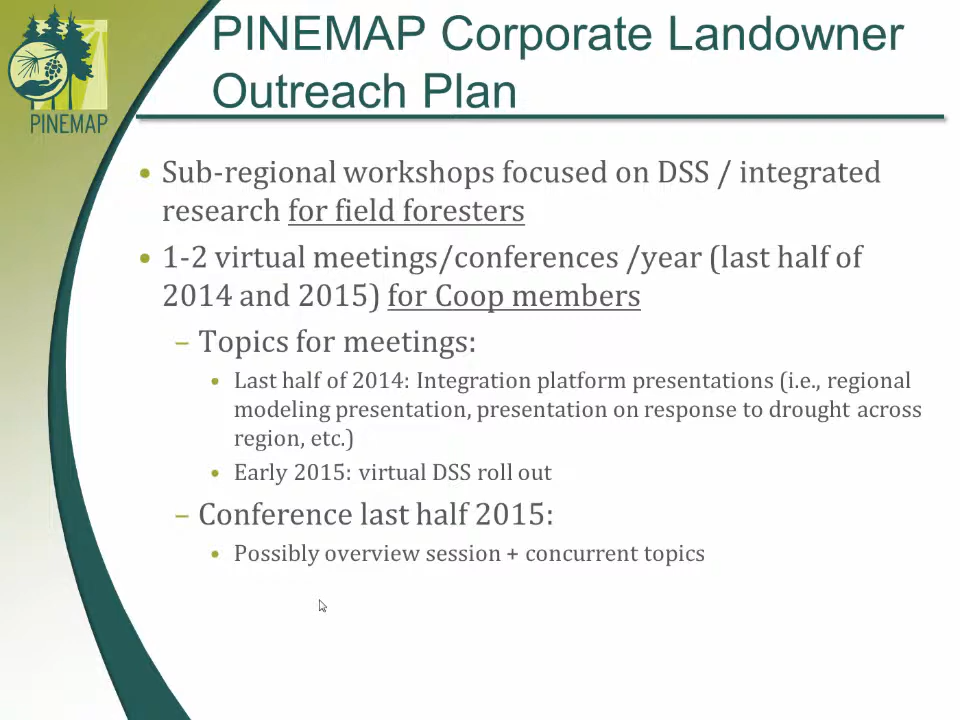 PINEMAP Corporate Landowner
Outreach Plan
PINEMAP
• Sub-regional workshops focused on DSS / integrated
research for field foresters
• 1-2 virtual meetings/conferences /year (last half of
2014 and 2015) for Coop members
– Topics for meetings:
• Last half of 2014: Integration platform presentations (i.e., regional
modeling presentation, presentation on response to drought across
region, etc.)
• Early 2015: virtual DSS roll out
– Conference last half 2015:
• Possibly overview session + concurrent topics